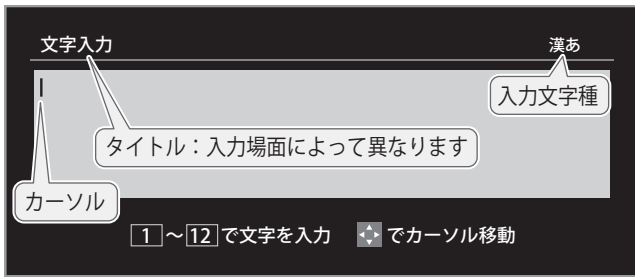 文字入力 漢あ
入力文字種
タイトル：入力場面によって異なります
カーソル
1～12で文字を入力 でカーソル移動